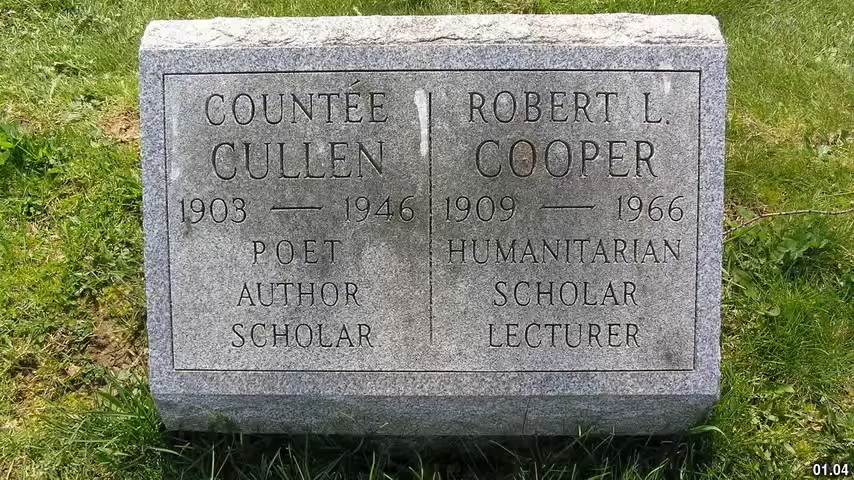 COUNTÉE
CULLEN
1903 — 1946
POET
AUTHOR
SCHOLAR
ROBERT L.
COOPER
1909 — 1966
HUMANITARIAN
SCHOLAR
LECTURER
01.04